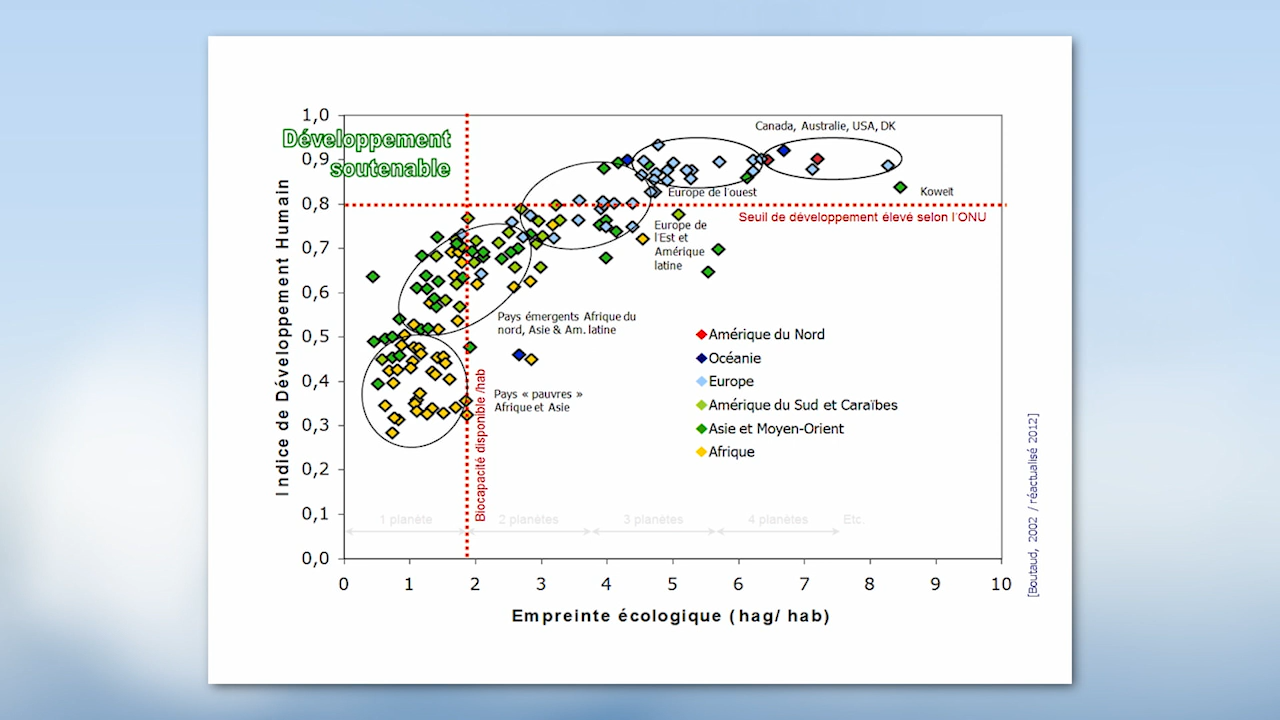 1,0
0,9
0,8
0,7
0,6
0,5
0,4
0,3
0,2
0,1
0,0
Indice de Développement Humain
Développement
soutenable
Canada, Australie, USA, DK
Koweit
Europe de l'ouest
Seuil de développement élevé selon l'ONU
Europe de
l'Est et
Amérique
latine
Pays émergents Afrique du
nord, Asie & Am. latine
Pays « pauvres »
Afrique et Asie
Biocapacité disponible /hab
Amérique du Nord
Océanie
Europe
Amérique du Sud et Caraïbes
Asie et Moyen-Orient
Afrique
1 planète
2 planètes
3 planètes
4 planètes
Etc.
0 1 2 3 4 5 6 7 8 9 10
Empreinte écologique (hag/ hab)
[Boutaud, 2002 / réactualisé 2012]